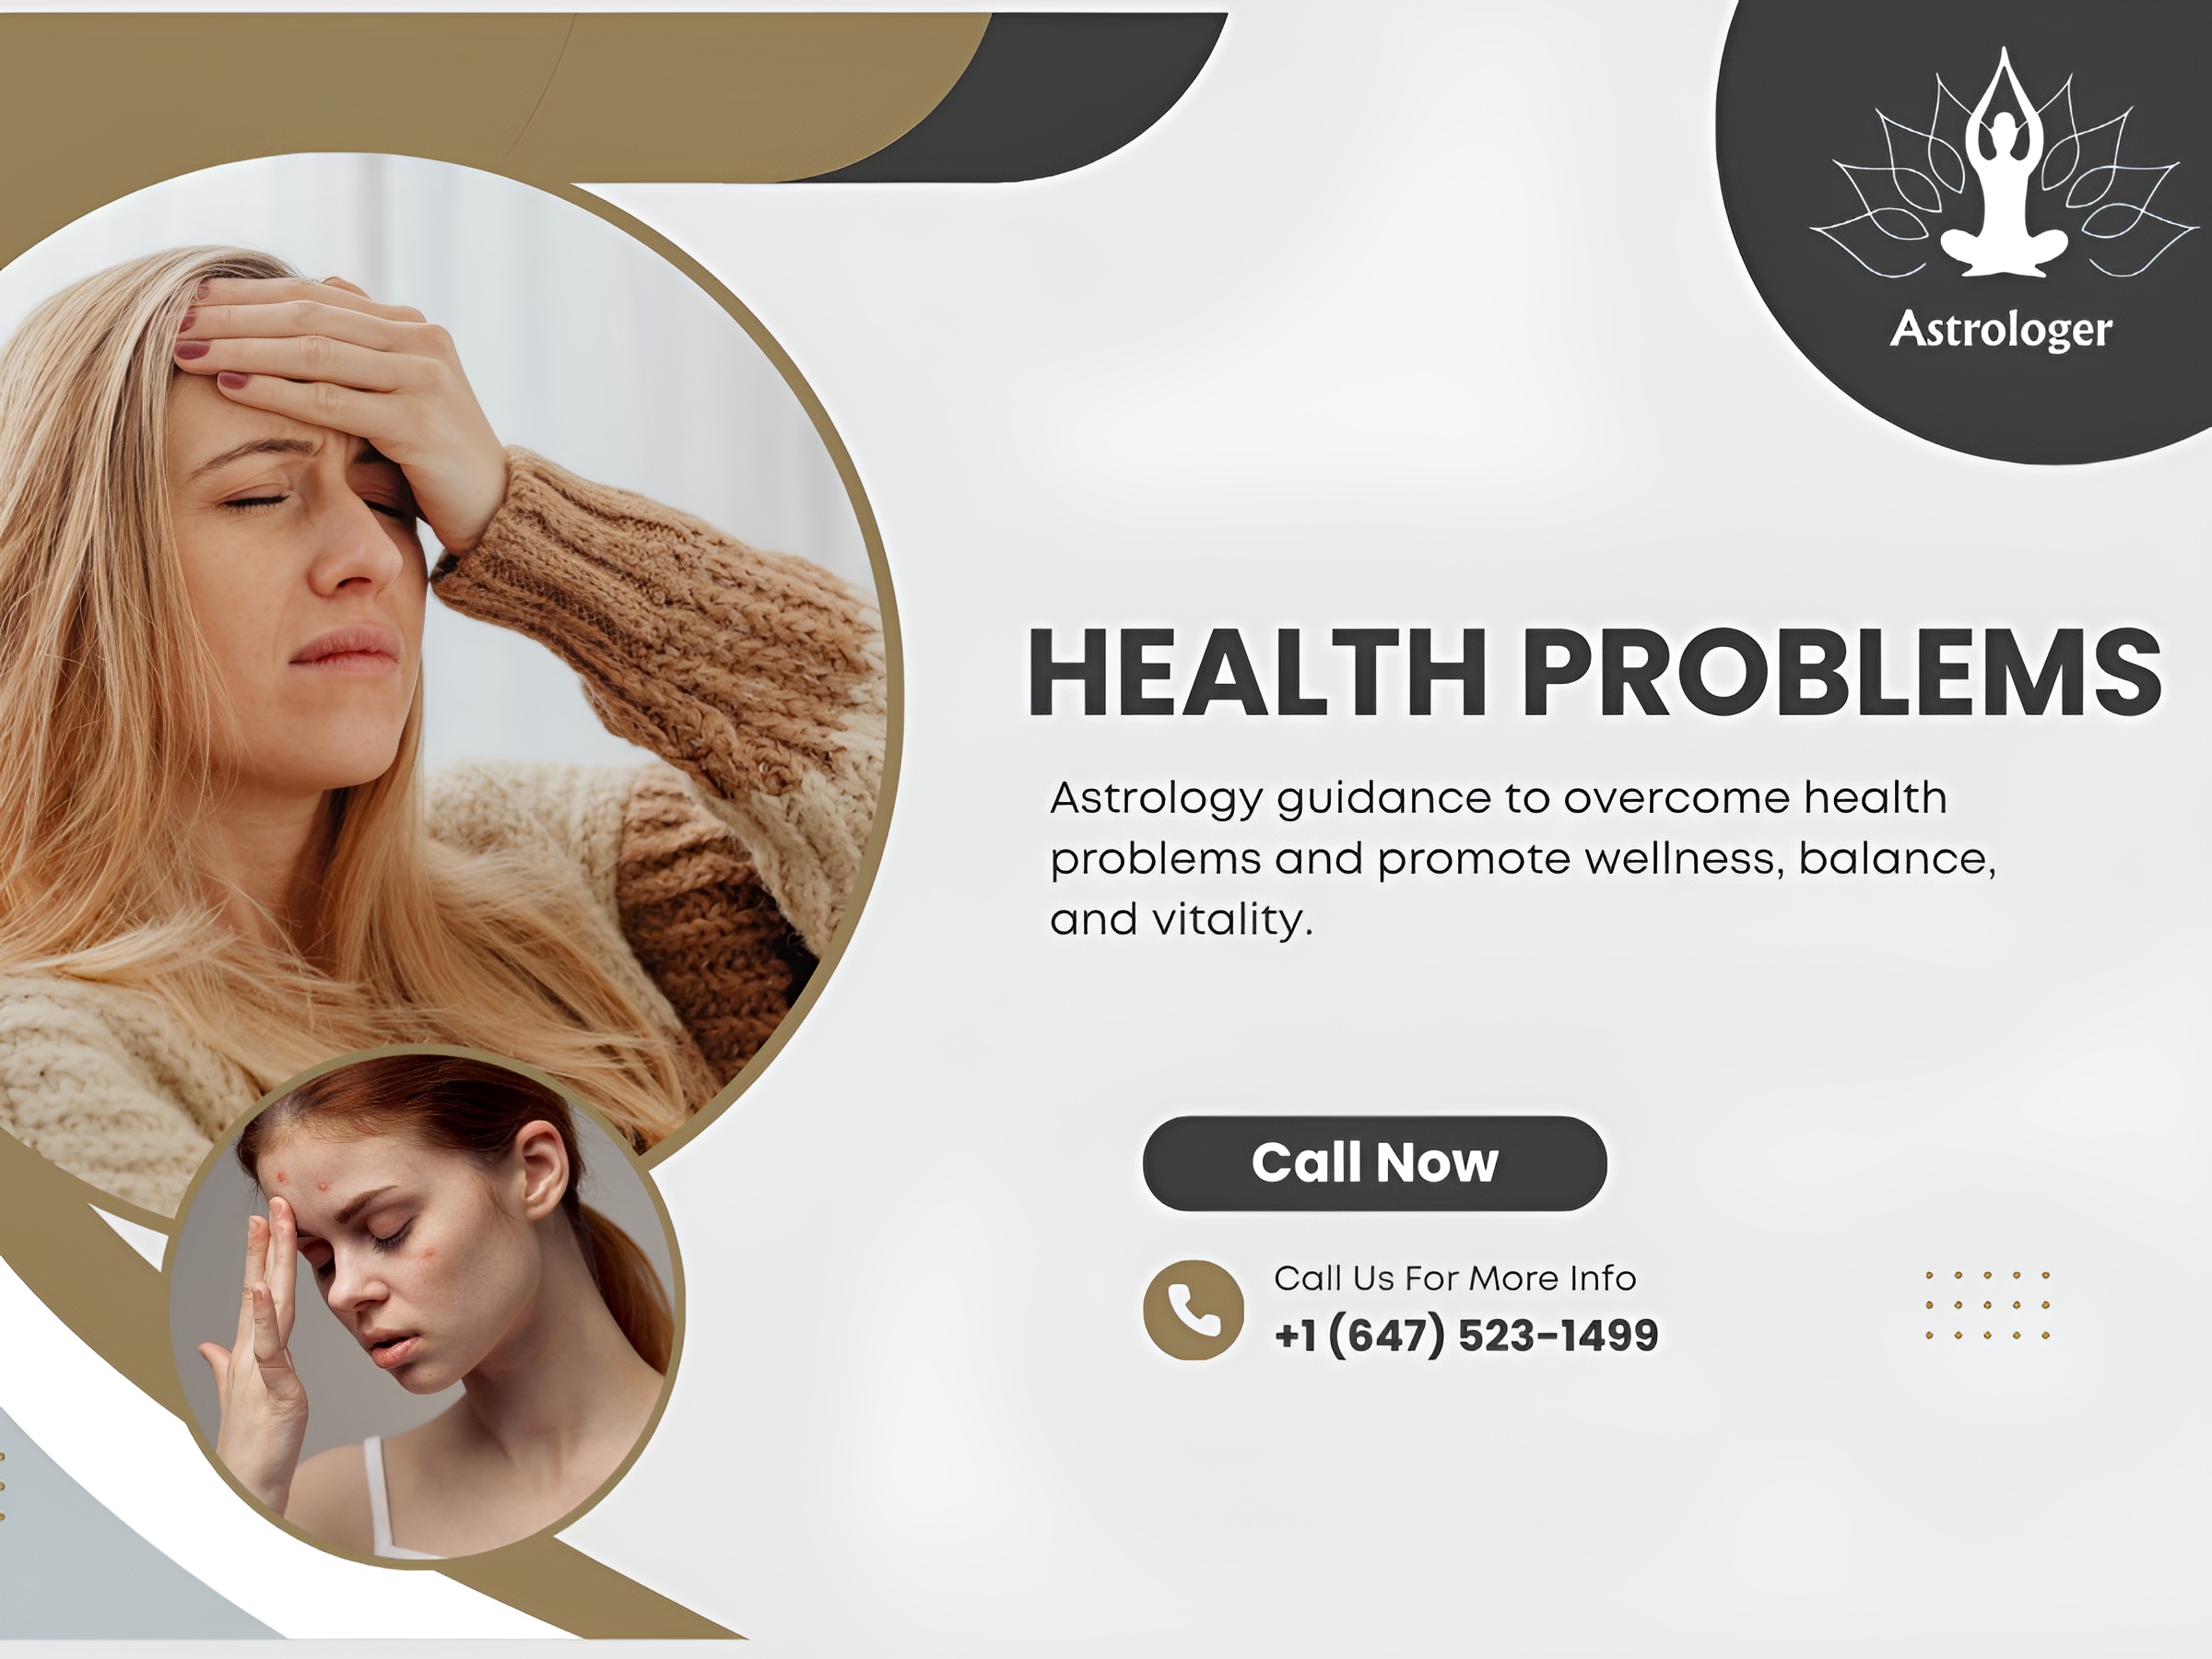 Astrologer
HEALTH PROBLEMS
Astrology guidance to overcome health
problems and promote wellness, balance,
and vitality.
Call Now
Call Us For More Info
+1 (647) 523-1499